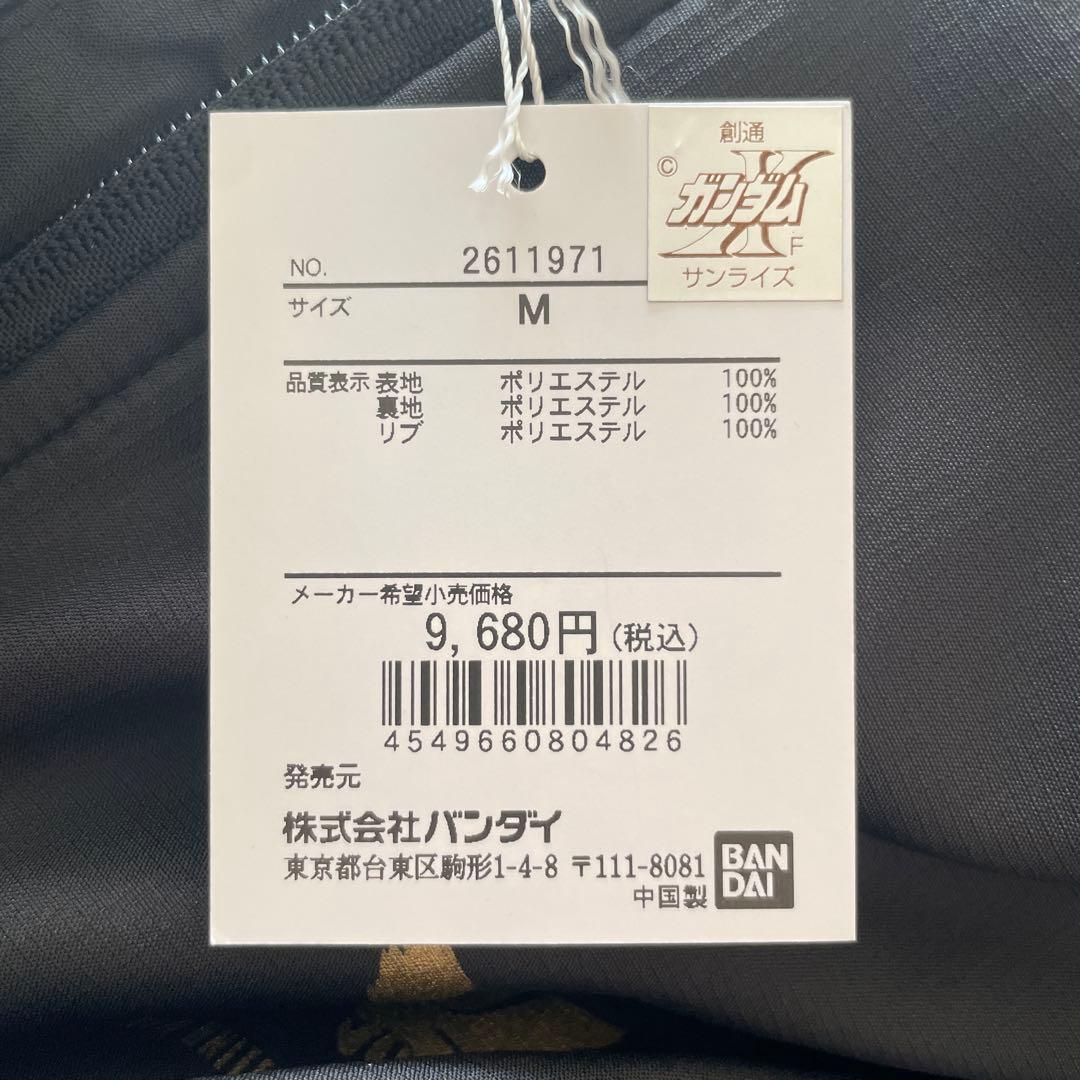 創通
© ガンダムX
F
サンライズ
NO. 2611971
サイズ M
品質表示 表地 ポリエステル 100%
裏地 ポリエステル 100%
リブ ポリエステル 100%
メーカー希望小売価格
9,680円(税込)
4549660804826
発売元
株式会社バンダイ
東京都台東区駒形1-4-8 〒111-8081
中国製
BAN
DAI